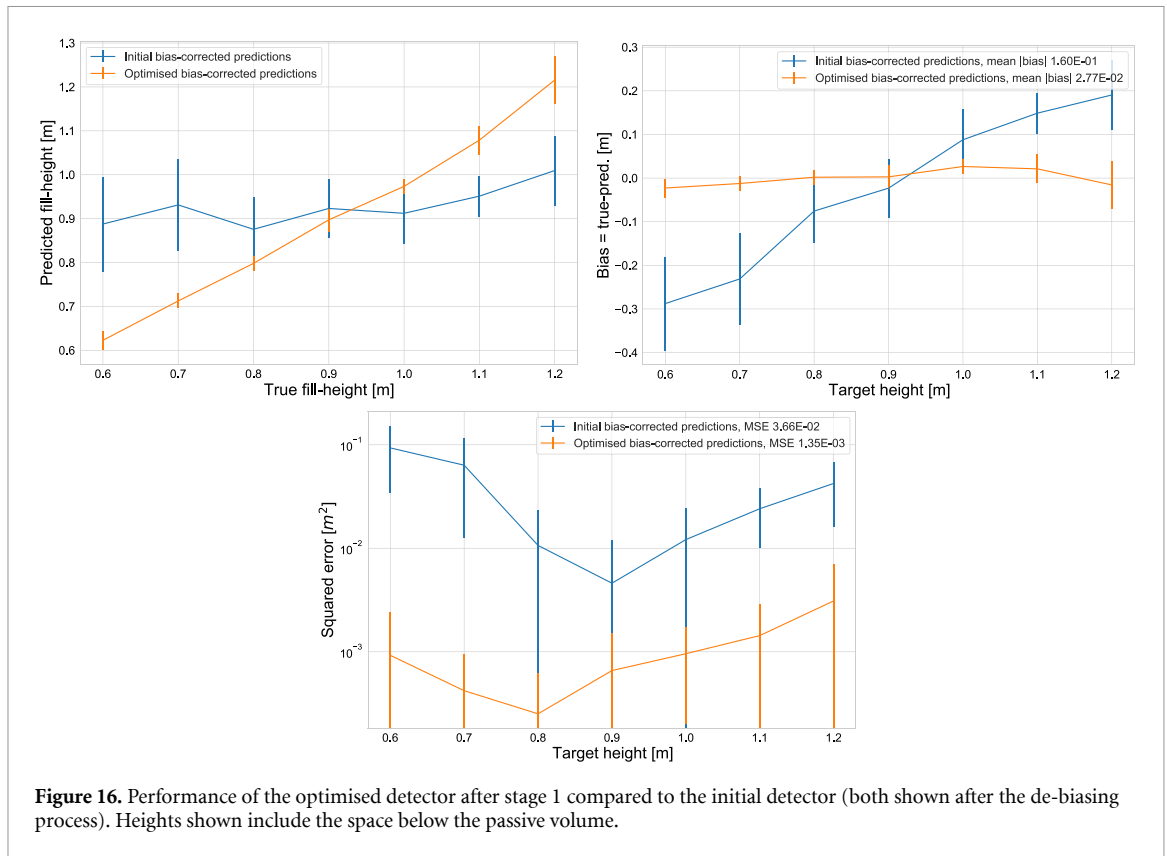 Initial bias-corrected predictions
Optimised bias-corrected predictions
Predicted fill-height [m]
1.3
1.2
1.1
1.0
0.9
0.8
0.7
0.6
0.6 0.7 0.8 0.9 1.0 1.1 1.2
True fill-height [m]
Initial bias-corrected predictions, mean |bias| 1.60E-01
Optimised bias-corrected predictions, mean |bias| 2.77E-02
Bias = true-pred. [m]
0.3
0.2
0.1
0.0
−0.1
−0.2
−0.3
−0.4
0.6 0.7 0.8 0.9 1.0 1.1 1.2
Target height [m]
Initial bias-corrected predictions, MSE 3.66E-02
Optimised bias-corrected predictions, MSE 1.35E-03
Squared error [m²]
10⁻¹
10⁻²
10⁻³
0.6 0.7 0.8 0.9 1.0 1.1 1.2
Target height [m]
Figure 16. Performance of the optimised detector after stage 1 compared to the initial detector (both shown after the de-biasing
process). Heights shown include the space below the passive volume.